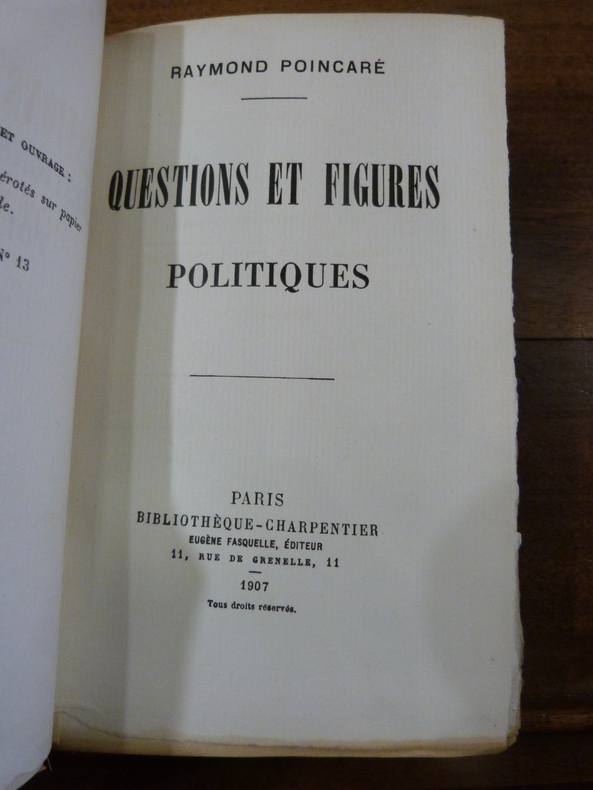 ET OUVRAGE :
érotés sur papier
le.
N° 13
RAYMOND POINCARÉ
QUESTIONS ET FIGURES
POLITIQUES
PARIS
BIBLIOTHÈQUE-CHARPENTIER
EUGÈNE FASQUELLE, ÉDITEUR
11, RUE DE GRENELLE, 11
1907
Tous droits réservés.